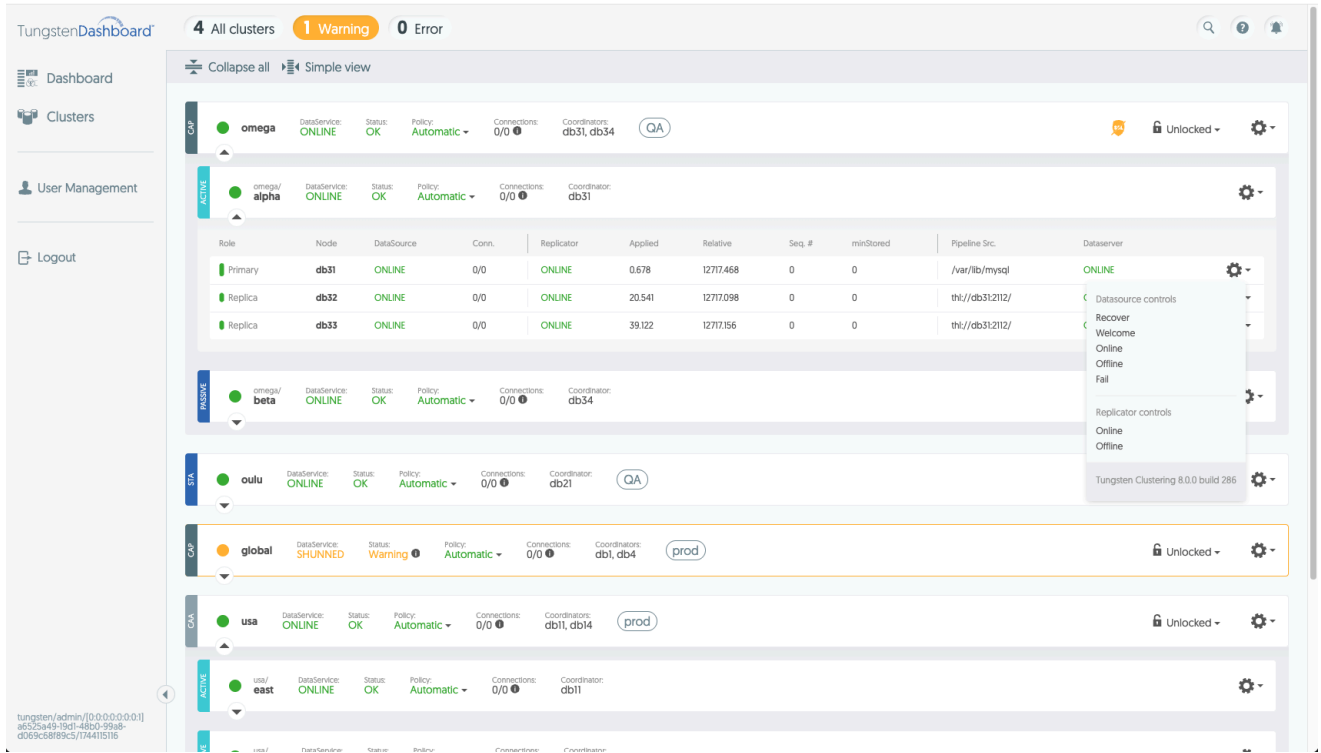 TungstenDashboard
4 All clusters 1 Warning 0 Error
Collapse all Simple view
Dashboard
Clusters
User Management
Logout
CAP
omega DataService: ONLINE Status: OK Policy: Automatic Connections: 0/0 Coordinators: db31, db34 QA Unlocked
ACTIVE
omega/ alpha DataService: ONLINE Status: OK Policy: Automatic Connections: 0/0 Coordinator: db31
Role Node DataSource Conn. Replicator Applied Relative Seq. # minStored Pipeline Src. Dataserver
Primary db31 ONLINE 0/0 ONLINE 0.678 12717.468 0 0 /var/lib/mysql ONLINE
Replica db32 ONLINE 0/0 ONLINE 20.541 12717.098 0 0 thl://db31:2112/
Replica db33 ONLINE 0/0 ONLINE 39.122 12717.156 0 0 thl://db31:2112/
Datasource controls
Recover
Welcome
Online
Offline
Fail
Replicator controls
Online
Offline
Tungsten Clustering 8.0.0 build 286
PASSIVE
omega/ beta DataService: ONLINE Status: OK Policy: Automatic Connections: 0/0 Coordinator: db34
STA
oulu DataService: ONLINE Status: OK Policy: Automatic Connections: 0/0 Coordinator: db21 QA
CAP
global DataService: SHUNNED Status: Warning Policy: Automatic Connections: 0/0 Coordinators: db1, db4 prod Unlocked
CAA
usa DataService: ONLINE Status: OK Policy: Automatic Connections: 0/0 Coordinators: db11, db14 prod Unlocked
ACTIVE
usa/ east DataService: ONLINE Status: OK Policy: Automatic Connections: 0/0 Coordinator: db11
usa/ DataService: Status: Policy: Connections: Coordinator:
tungsten/admin/[0:0:0:0:0:0:0:1]
a6525a49-19d1-48b0-99a8-
d069c68f89c5/1744115116